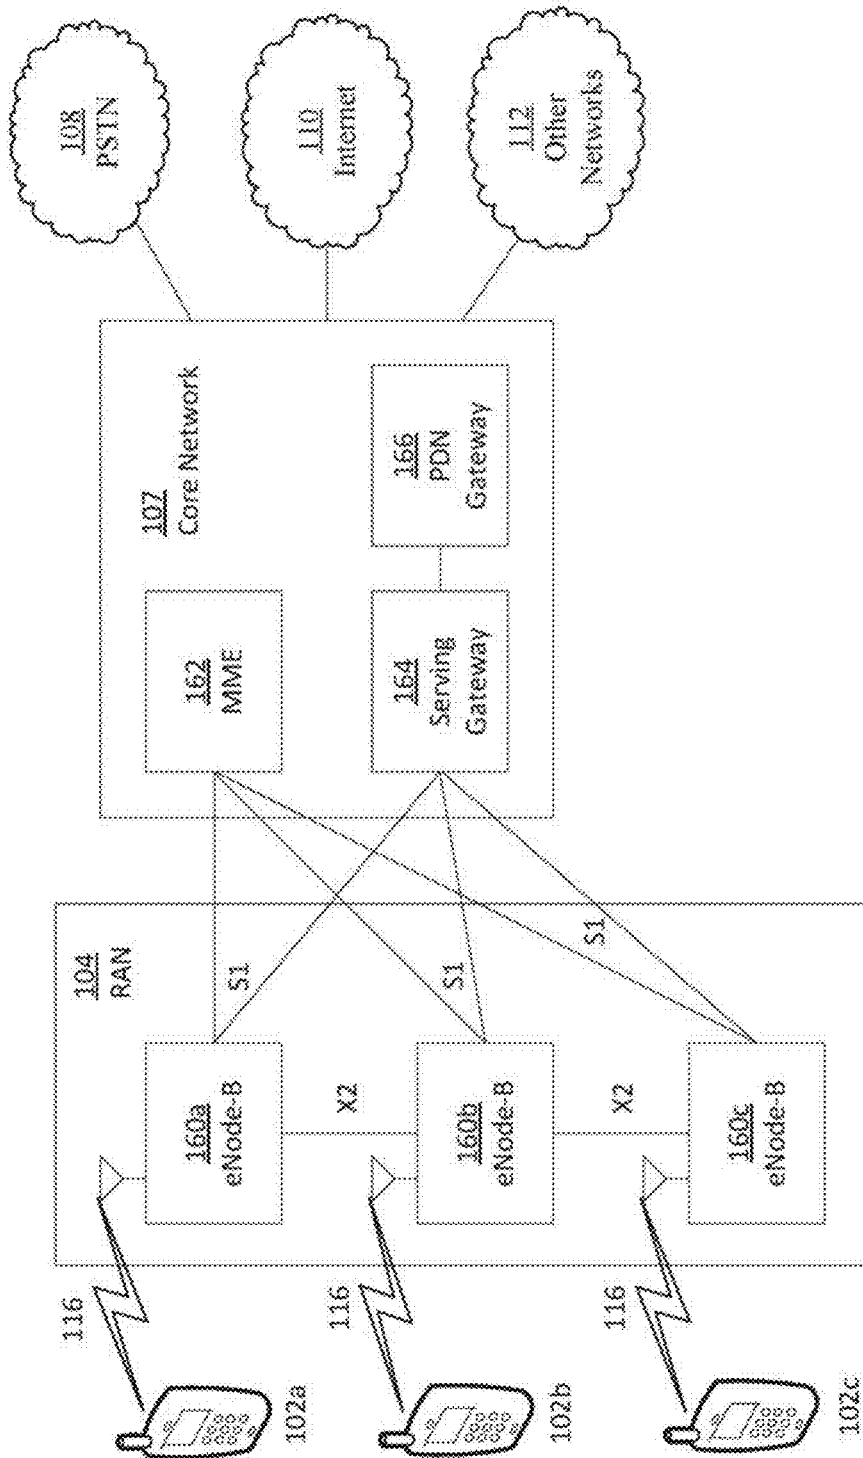 102a
116
104
RAN
160a
eNode-B
S1
X2
102b
116
160b
eNode-B
S1
X2
102c
116
160c
eNode-B
S1
107
Core Network
162
MME
164
Serving
Gateway
166
PDN
Gateway
108
PSTN
110
Internet
112
Other
Networks